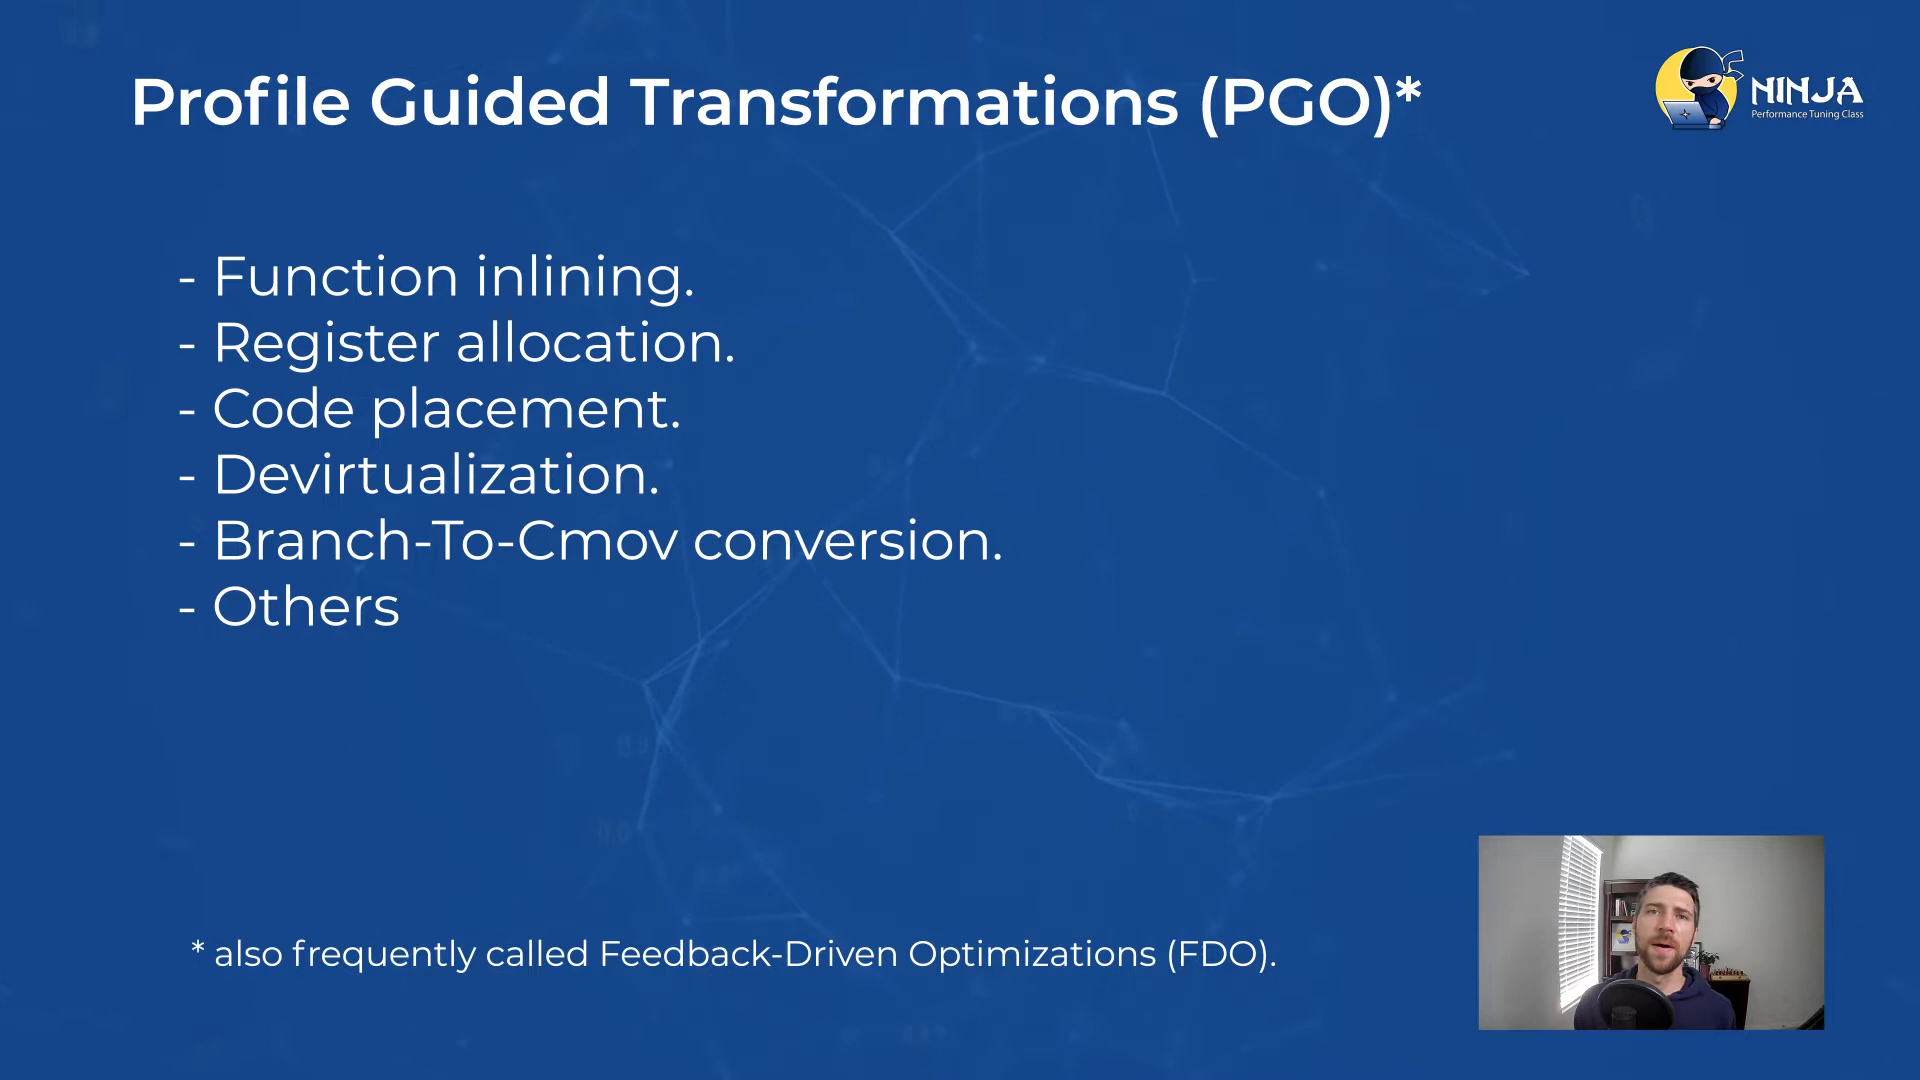 Profile Guided Transformations (PGO)*
NINJA
Performance Tuning Class
- Function inlining.
- Register allocation.
- Code placement.
- Devirtualization.
- Branch-To-Cmov conversion.
- Others
* also frequently called Feedback-Driven Optimizations (FDO).